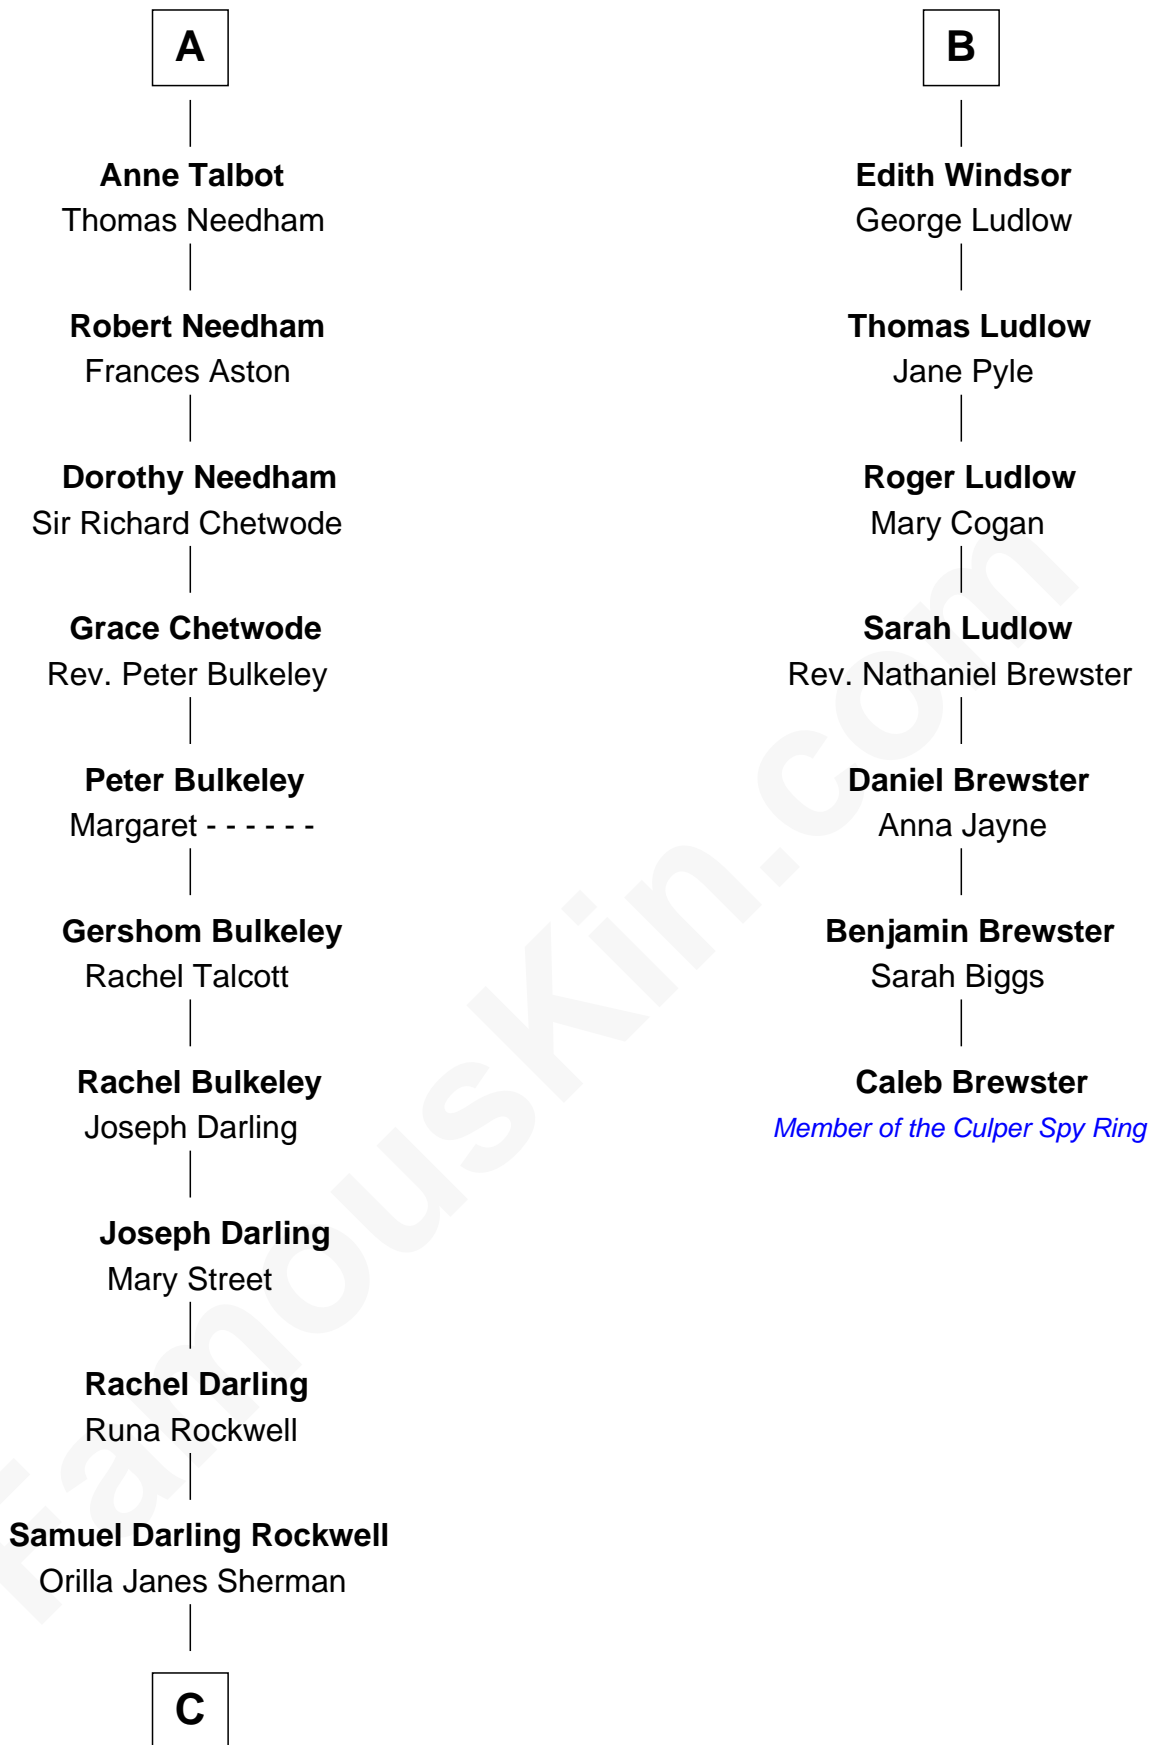 A
Anne Talbot
Thomas Needham
Robert Needham
Frances Aston
Dorothy Needham
Sir Richard Chetwode
Grace Chetwode
Rev. Peter Bulkeley
Peter Bulkeley
Margaret - - - - - -
Gershom Bulkeley
Rachel Talcott
Rachel Bulkeley
Joseph Darling
Joseph Darling
Mary Street
Rachel Darling
Runa Rockwell
Samuel Darling Rockwell
Orilla Janes Sherman
C
B
Edith Windsor
George Ludlow
Thomas Ludlow
Jane Pyle
Roger Ludlow
Mary Cogan
Sarah Ludlow
Rev. Nathaniel Brewster
Daniel Brewster
Anna Jayne
Benjamin Brewster
Sarah Biggs
Caleb Brewster
Member of the Culper Spy Ring
FamousKin.com